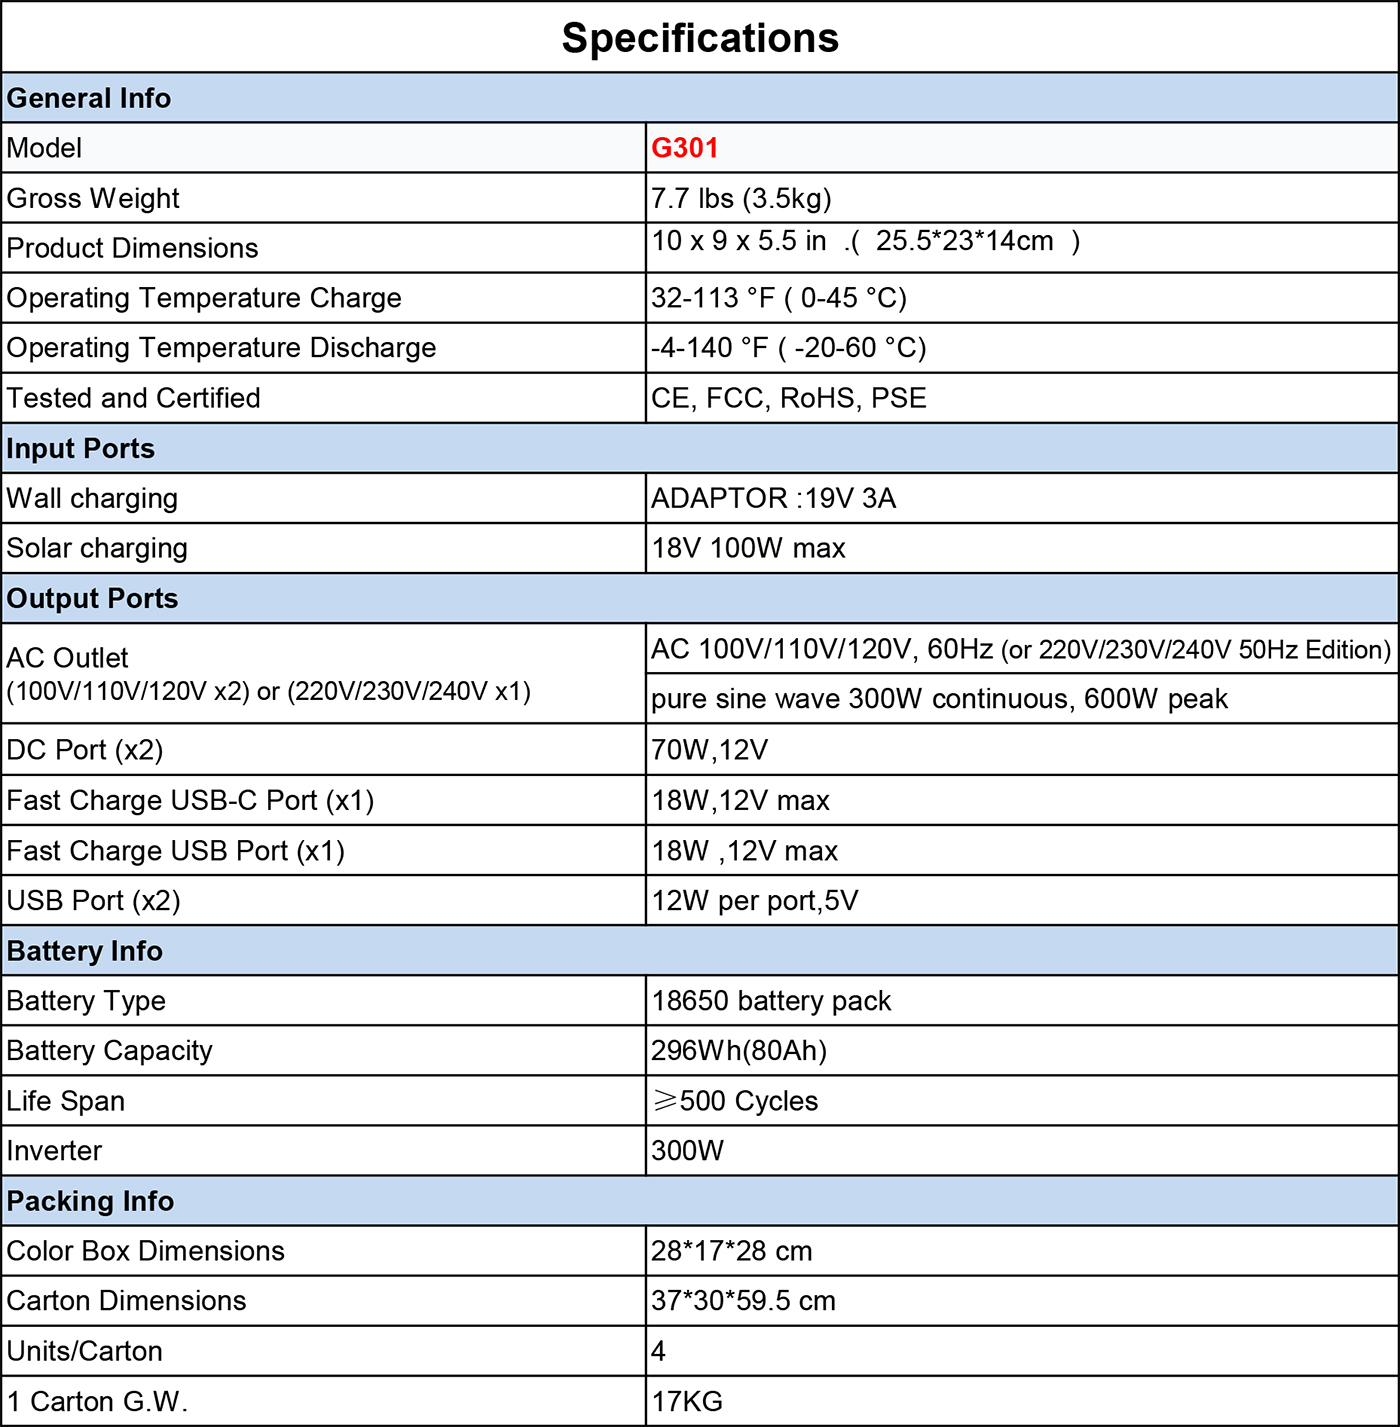 Specifications
General Info
Model G301
Gross Weight 7.7 lbs (3.5kg)
Product Dimensions 10 x 9 x 5.5 in .( 25.5*23*14cm )
Operating Temperature Charge 32-113 °F ( 0-45 °C)
Operating Temperature Discharge -4-140 °F ( -20-60 °C)
Tested and Certified CE, FCC, RoHS, PSE
Input Ports
Wall charging ADAPTOR :19V 3A
Solar charging 18V 100W max
Output Ports
AC Outlet
(100V/110V/120V x2) or (220V/230V/240V x1)
AC 100V/110V/120V, 60Hz (or 220V/230V/240V 50Hz Edition)
pure sine wave 300W continuous, 600W peak
DC Port (x2) 70W,12V
Fast Charge USB-C Port (x1) 18W,12V max
Fast Charge USB Port (x1) 18W ,12V max
USB Port (x2) 12W per port,5V
Battery Info
Battery Type 18650 battery pack
Battery Capacity 296Wh(80Ah)
Life Span ⩾500 Cycles
Inverter 300W
Packing Info
Color Box Dimensions 28*17*28 cm
Carton Dimensions 37*30*59.5 cm
Units/Carton 4
1 Carton G.W. 17KG